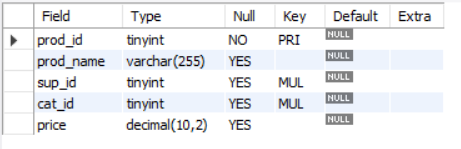 Field Type Null Key Default Extra
prod_id tinyint NO PRI NULL
prod_name varchar(255) YES NULL
sup_id tinyint YES MUL NULL
cat_id tinyint YES MUL NULL
price decimal(10,2) YES NULL